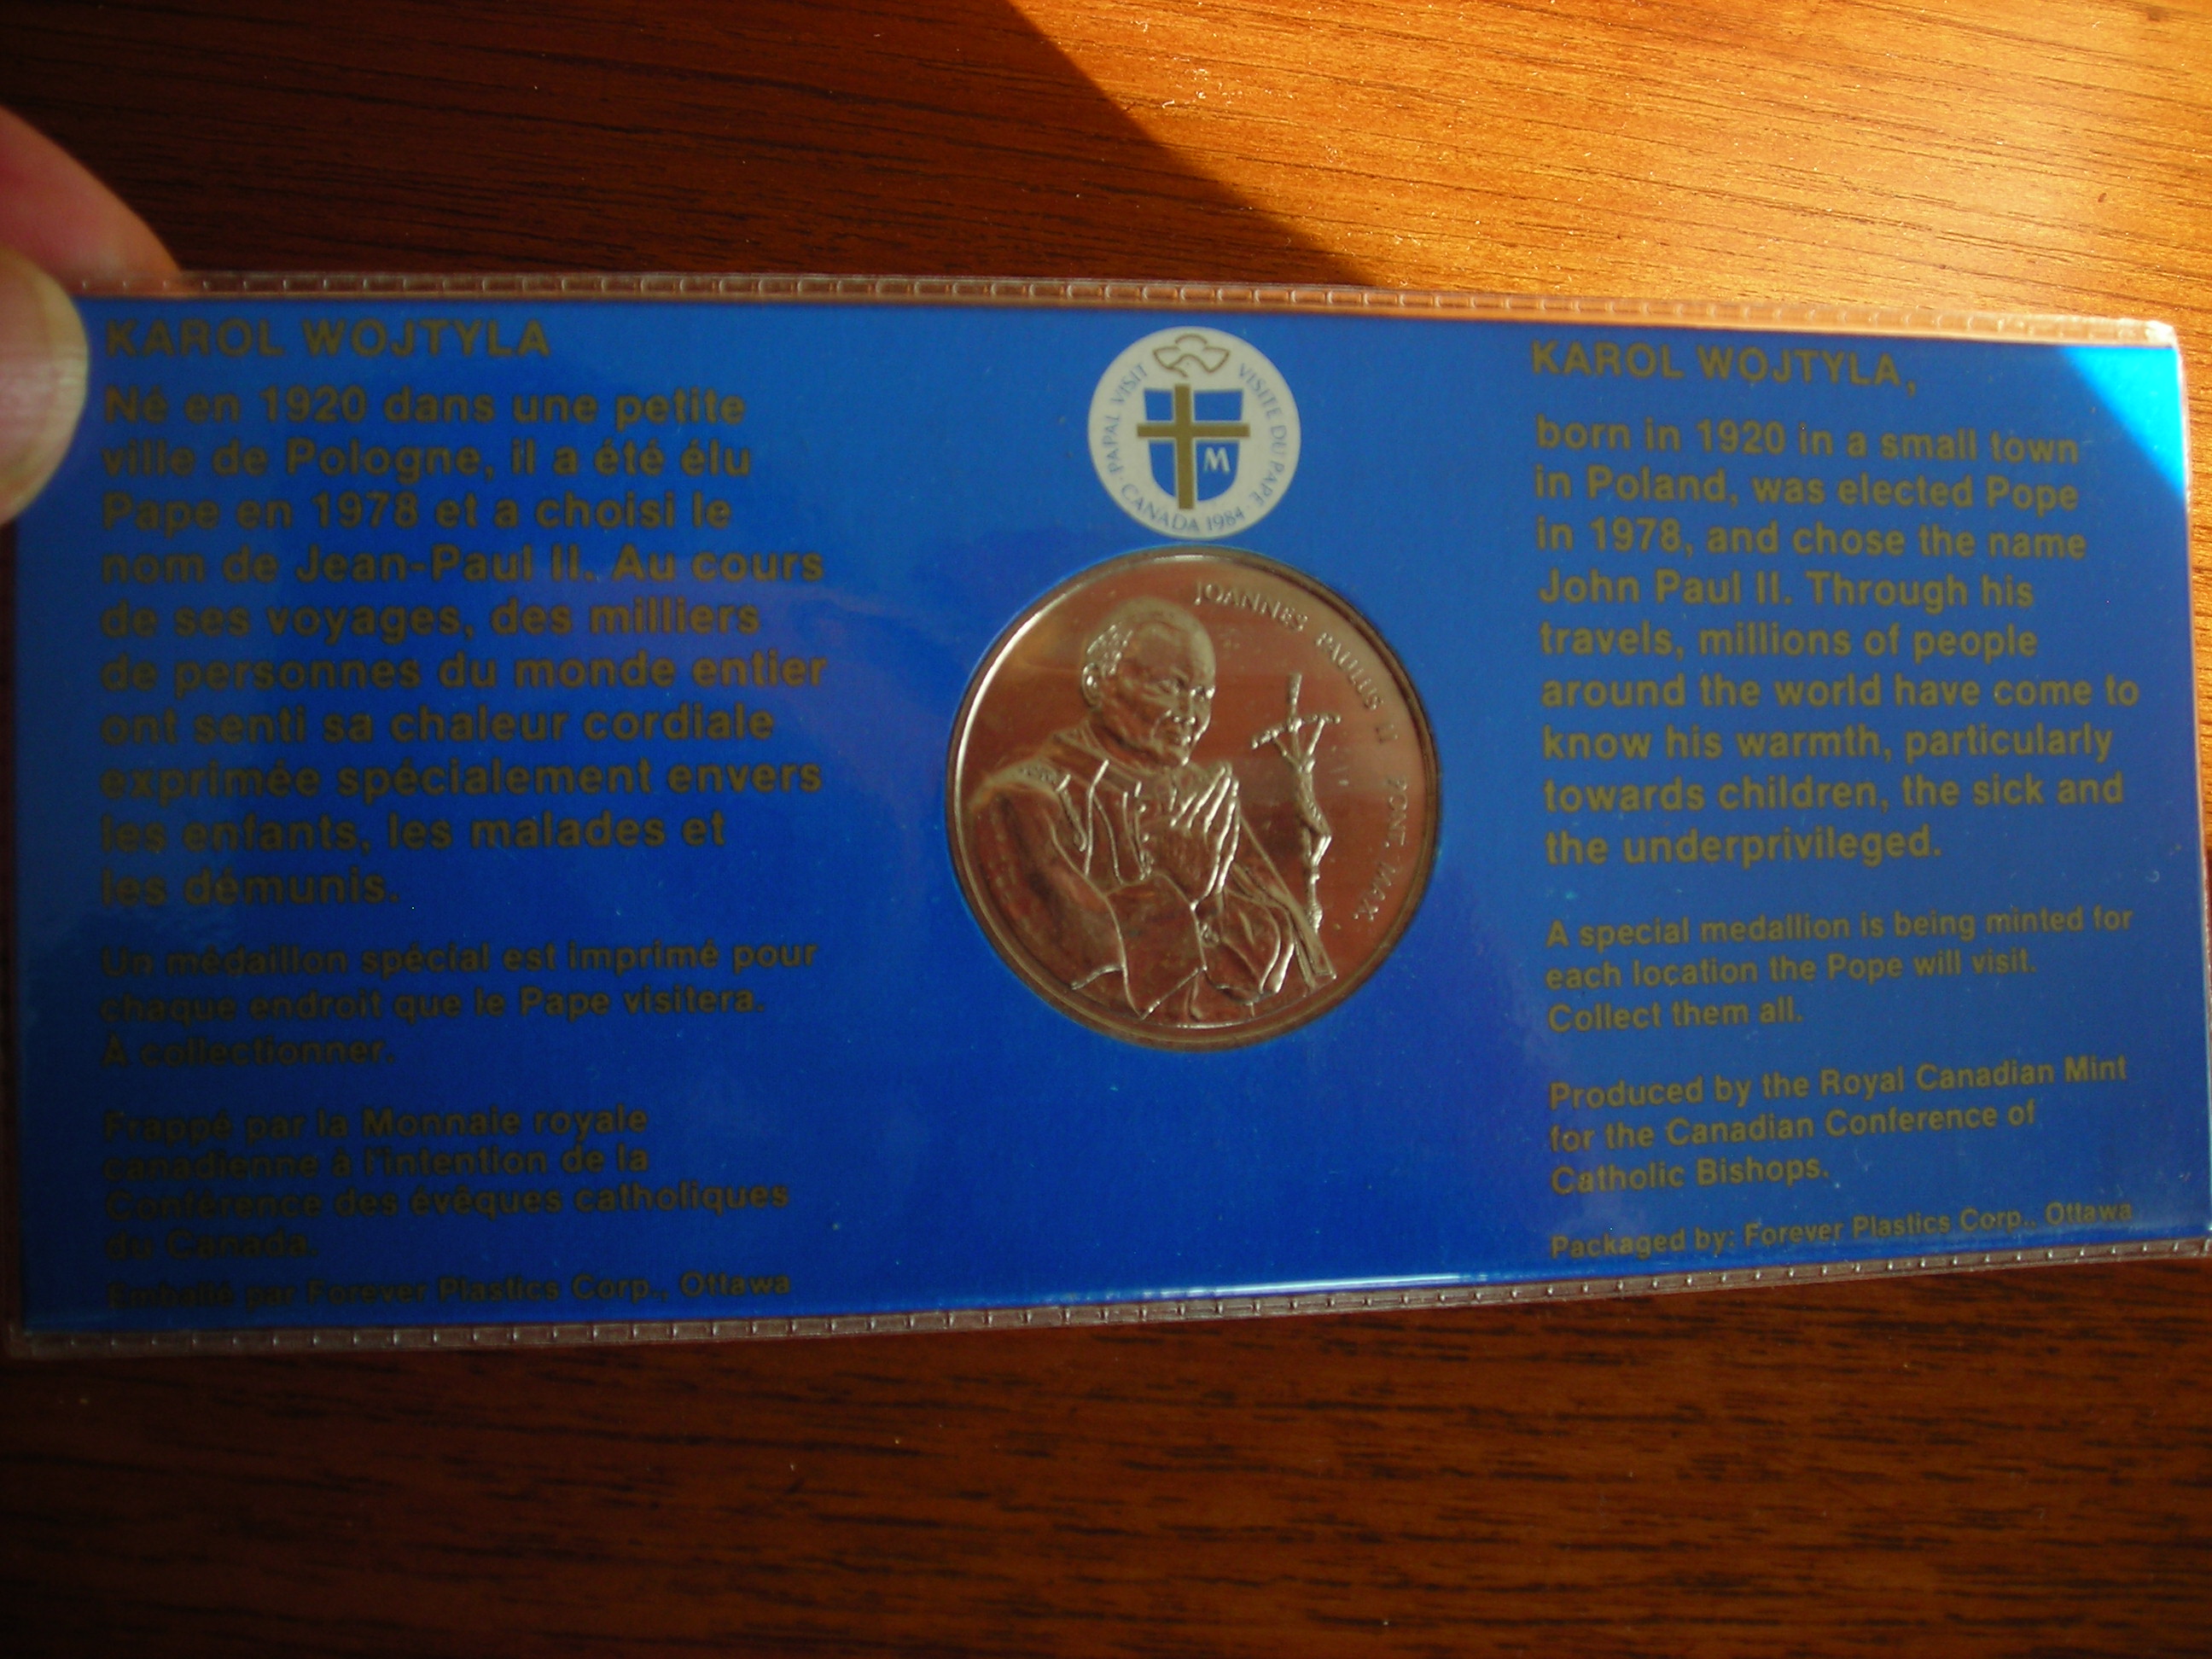 KAROL WOJTYLA
Né en 1920 dans une petite
ville de Pologne, il a été élu
Pape en 1978 et a choisi le
nom de Jean-Paul II. Au cours
de ses voyages, des milliers
de personnes du monde entier
ont senti sa chaleur cordiale
exprimée spécialement envers
les enfants, les malades et
les démunis.
Un médaillon spécial est imprimé pour
chaque endroit que le Pape visitera.
À collectionner.
Frappé par la Monnaie royale
canadienne à l'intention de la
Conférence des évêques catholiques
du Canada.
Emballé par Forever Plastics Corp., Ottawa
PAPAL VISIT · CANADA 1984 · VISITE DU PAPE
M
JOANNES PAULUS II PONT. MAX.
KAROL WOJTYLA,
born in 1920 in a small town
in Poland, was elected Pope
in 1978, and chose the name
John Paul II. Through his
travels, millions of people
around the world have come to
know his warmth, particularly
towards children, the sick and
the underprivileged.
A special medallion is being minted for
each location the Pope will visit.
Collect them all.
Produced by the Royal Canadian Mint
for the Canadian Conference of
Catholic Bishops.
Packaged by: Forever Plastics Corp., Ottawa